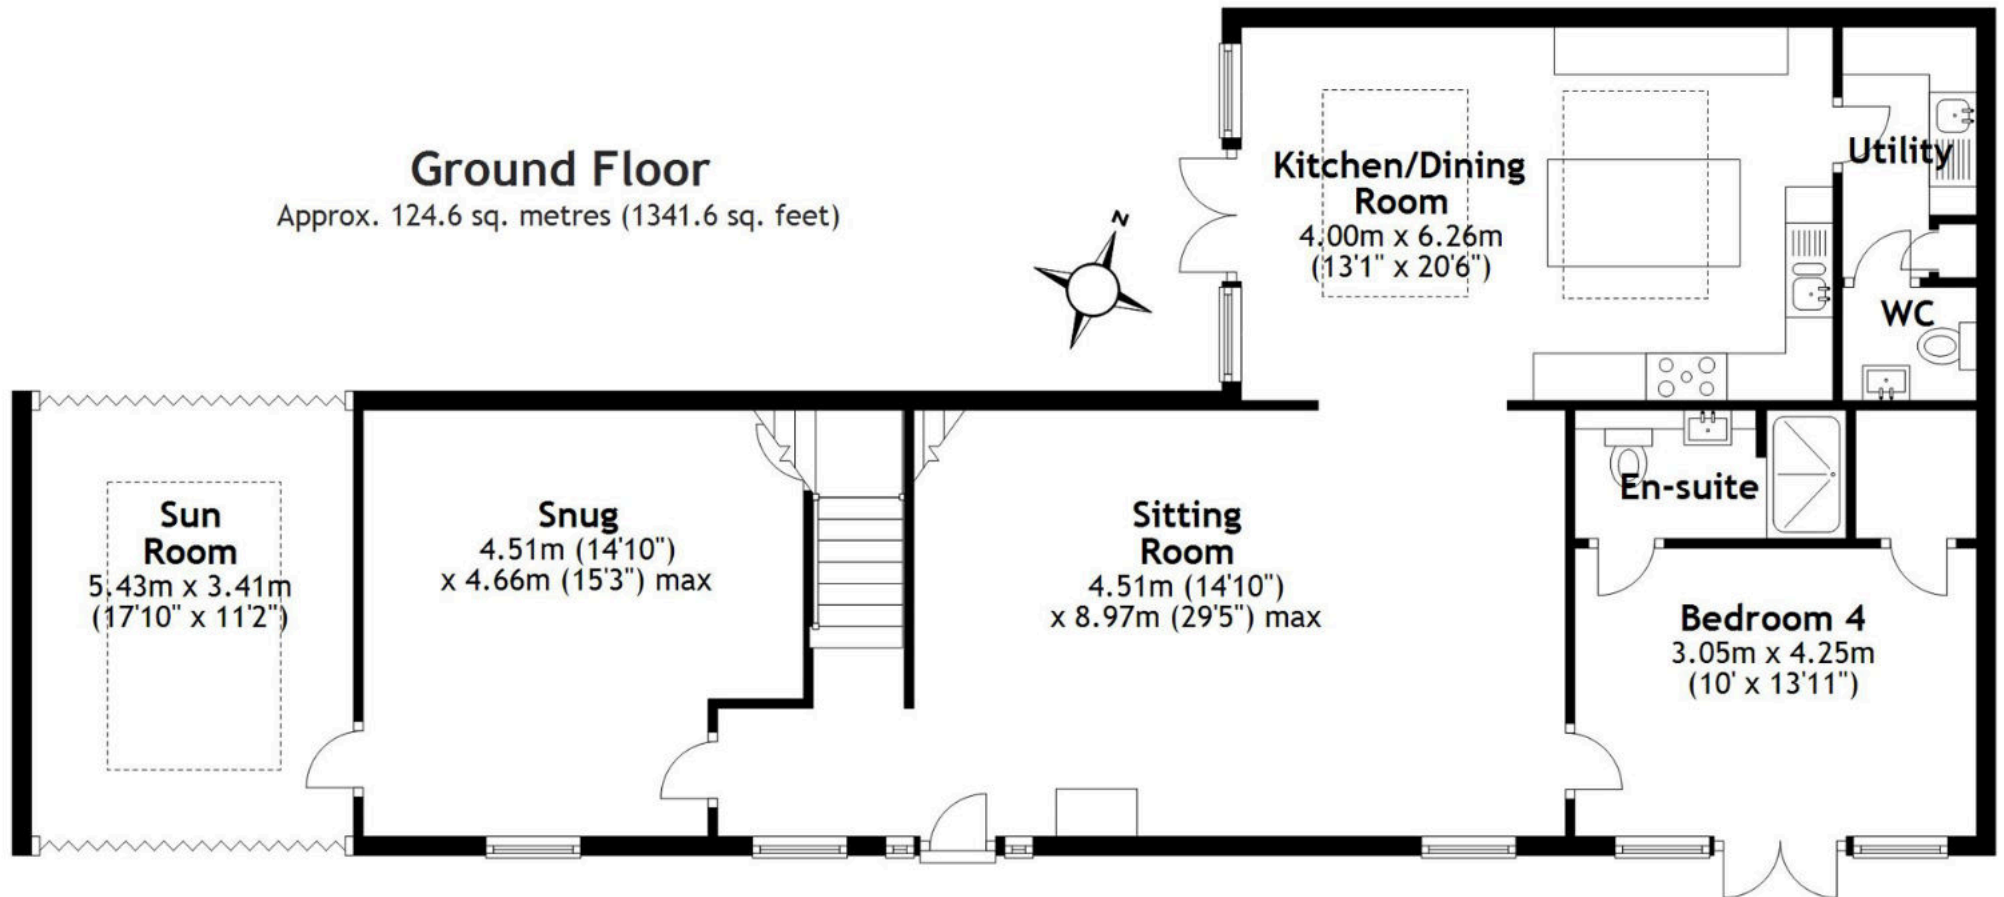 Ground Floor
Approx. 124.6 sq. metres (1341.6 sq. feet)
N
Kitchen/Dining
Room
4.00m x 6.26m
(13'1" x 20'6")
Utility
WC
Sun
Room
5.43m x 3.41m
(17'10" x 11'2")
Snug
4.51m (14'10")
x 4.66m (15'3") max
Sitting
Room
4.51m (14'10")
x 8.97m (29'5") max
En-suite
Bedroom 4
3.05m x 4.25m
(10' x 13'11")